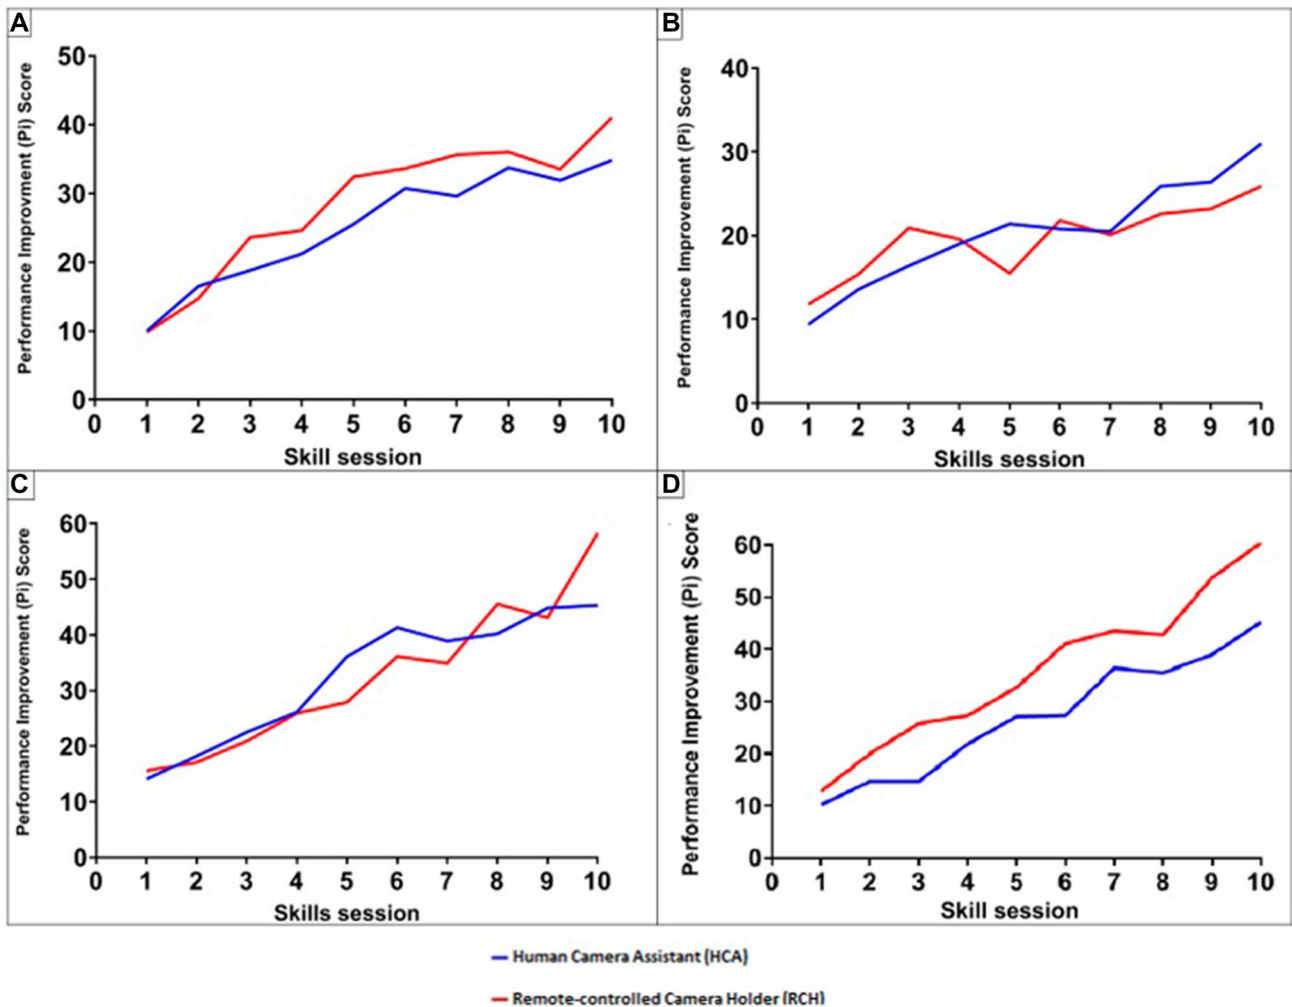 A
Performance Improvment (Pi) Score
50
40
30
20
10
0
0 1 2 3 4 5 6 7 8 9 10
Skill session
B
Performance Improvement (Pi) Score
40
30
20
10
0
0 1 2 3 4 5 6 7 8 9 10
Skills session
C
Performance Improvement (Pi) Score
60
50
40
30
20
10
0
0 1 2 3 4 5 6 7 8 9 10
Skills session
D
Performance Improvement (Pi) Score
60
50
40
30
20
10
0
0 1 2 3 4 5 6 7 8 9 10
Skill session
Human Camera Assistant (HCA)
Remote-controlled Camera Holder (RCH)